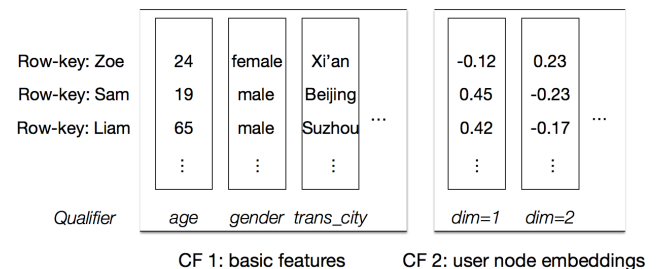 Row-key: Zoe 24 female Xi’an -0.12 0.23
Row-key: Sam 19 male Beijing 0.45 -0.23
Row-key: Liam 65 male Suzhou ... 0.42 -0.17 ...
⋮ ⋮ ⋮ ⋮ ⋮
Qualifier age gender trans_city dim=1 dim=2
CF 1: basic features CF 2: user node embeddings